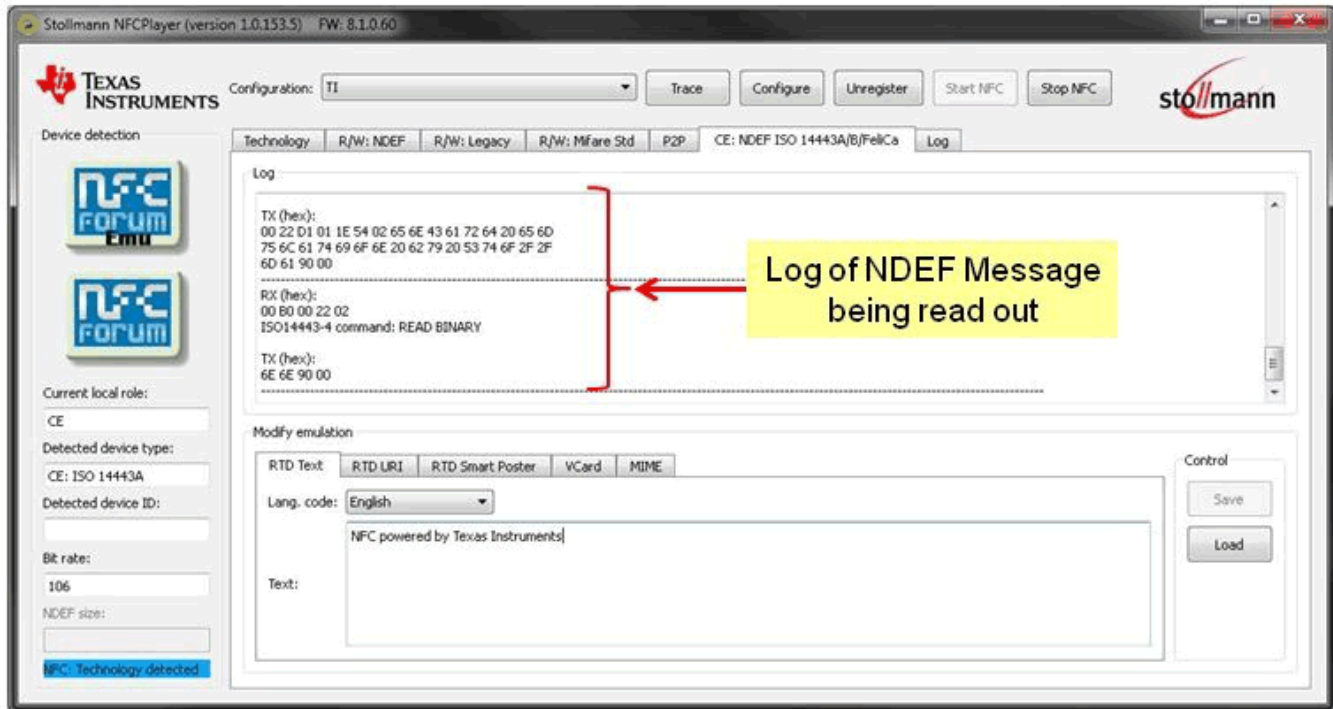 Stollmann NFCPlayer (version 1.0.153.5) FW: 8.1.0.60
TEXAS INSTRUMENTS
Configuration: TI
Trace
Configure
Unregister
Start NFC
Stop NFC
stollmann
Device detection
Technology
R/W: NDEF
R/W: Legacy
R/W: Mifare Std
P2P
CE: NDEF ISO 14443A/B/FeliCa
Log
NFC
FORUM
Emu
NFC
FORUM
Current local role:
CE
Detected device type:
CE: ISO 14443A
Detected device ID:
Bit rate:
106
NDEF size:
NFC: Technology detected
Log
TX (hex):
00 22 D1 01 1E 54 02 65 6E 43 61 72 64 20 65 6D
75 6C 61 74 69 6F 6E 20 62 79 20 53 74 6F 2F 2F
6D 61 90 00
RX (hex):
00 B0 00 22 02
ISO14443-4 command: READ BINARY
TX (hex):
6E 6E 90 00
Log of NDEF Message
being read out
Modify emulation
RTD Text
RTD URI
RTD Smart Poster
VCard
MIME
Lang. code: English
Text:
NFC powered by Texas Instruments
Control
Save
Load